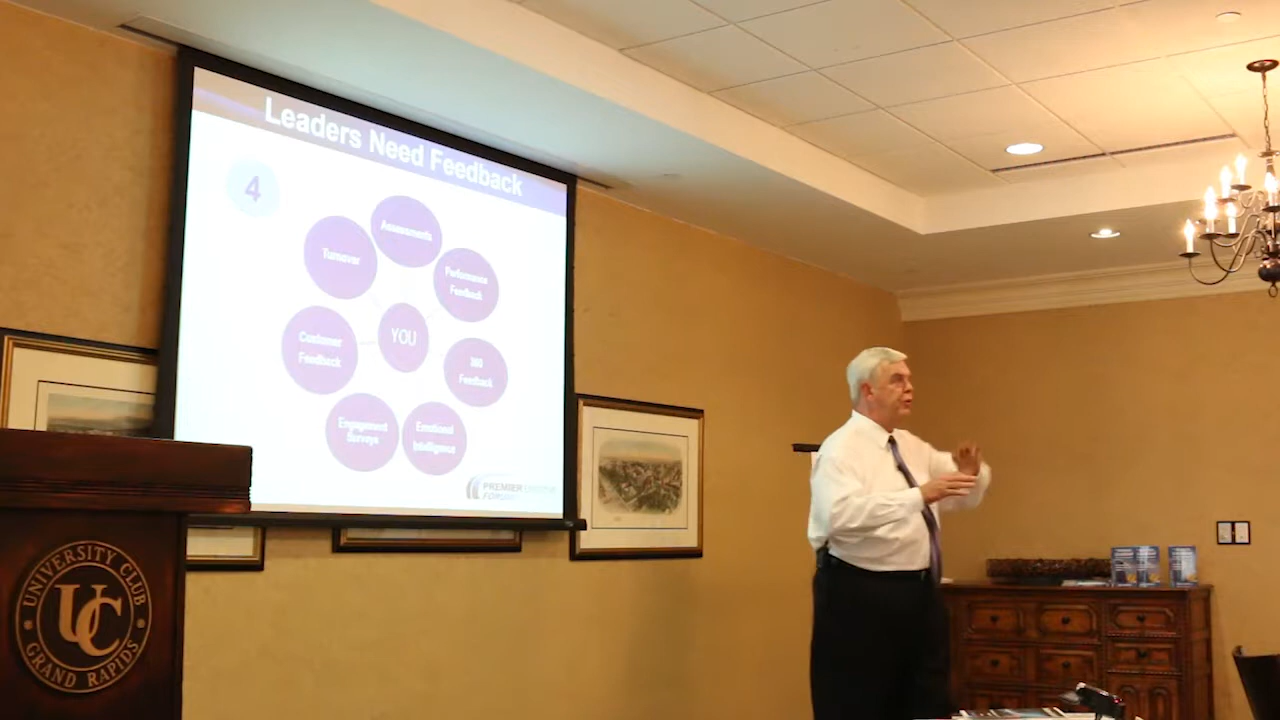 Leaders Need Feedback
4
Assessments
Turnover
Performance
Feedback
YOU
Customer
Feedback
360
Feedback
Engagement
Surveys
Emotional
Intelligence
PREMIER
FORUM
UNIVERSITY CLUB
UC
GRAND RAPIDS